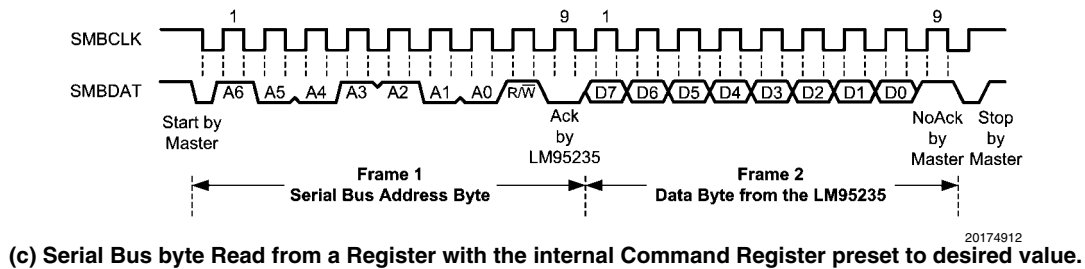 1 9 1 9
SMBCLK
SMBDAT A6 A5 A4 A3 A2 A1 A0 R/W̅ D7 D6 D5 D4 D3 D2 D1 D0
Start by
Master
Ack
by
LM95235
NoAck
by
Master
Stop
by
Master
Frame 1
Serial Bus Address Byte
Frame 2
Data Byte from the LM95235
20174912
(c) Serial Bus byte Read from a Register with the internal Command Register preset to desired value.